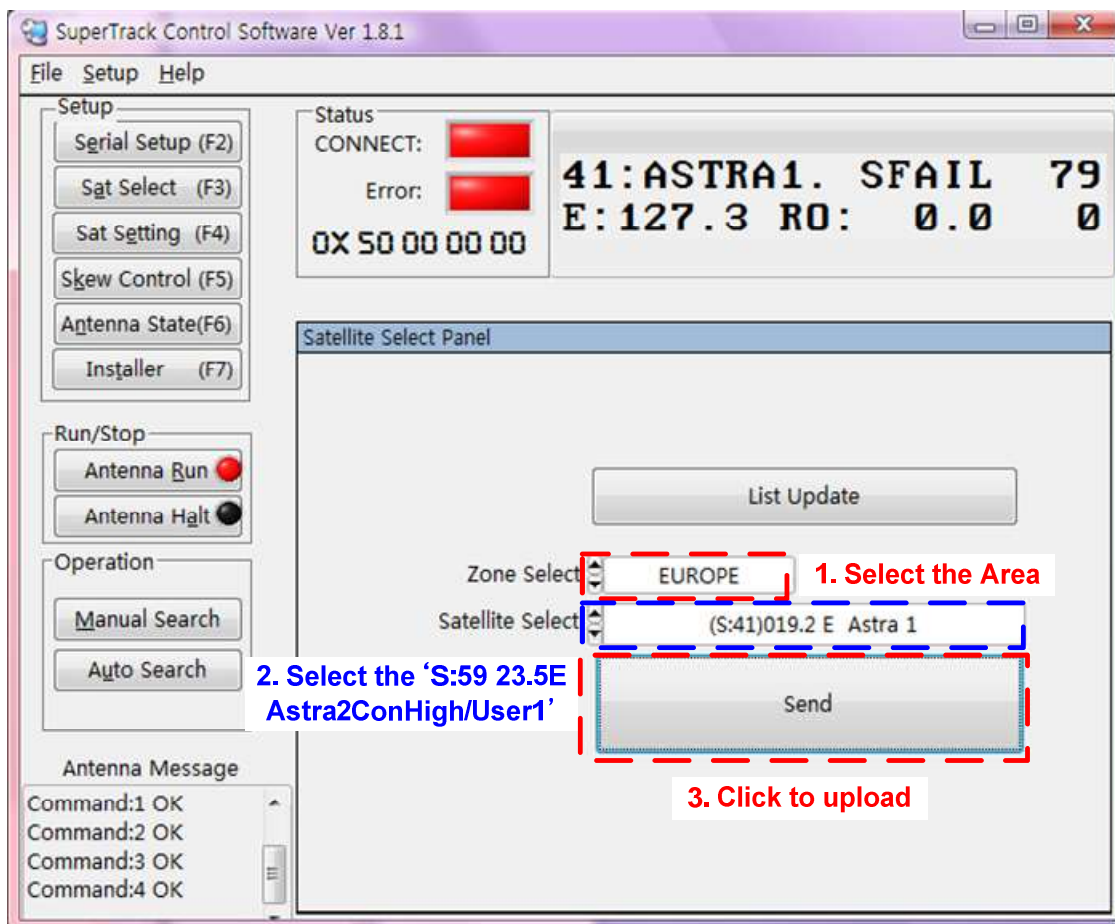 SuperTrack Control Software Ver 1.8.1
File Setup Help
Setup
Serial Setup (F2)
Sat Select (F3)
Sat Setting (F4)
Skew Control (F5)
Antenna State(F6)
Installer (F7)
Run/Stop
Antenna Run
Antenna Halt
Operation
Manual Search
Auto Search
Antenna Message
Command:1 OK
Command:2 OK
Command:3 OK
Command:4 OK
Status
CONNECT:
Error:
0X 50 00 00 00
41:ASTRA1. SFAIL 79
E:127.3 RO: 0.0 0
Satellite Select Panel
List Update
Zone Select EUROPE
1. Select the Area
Satellite Select (S:41)019.2 E Astra 1
2. Select the ‘S:59 23.5E
Astra2ConHigh/User1’
Send
3. Click to upload